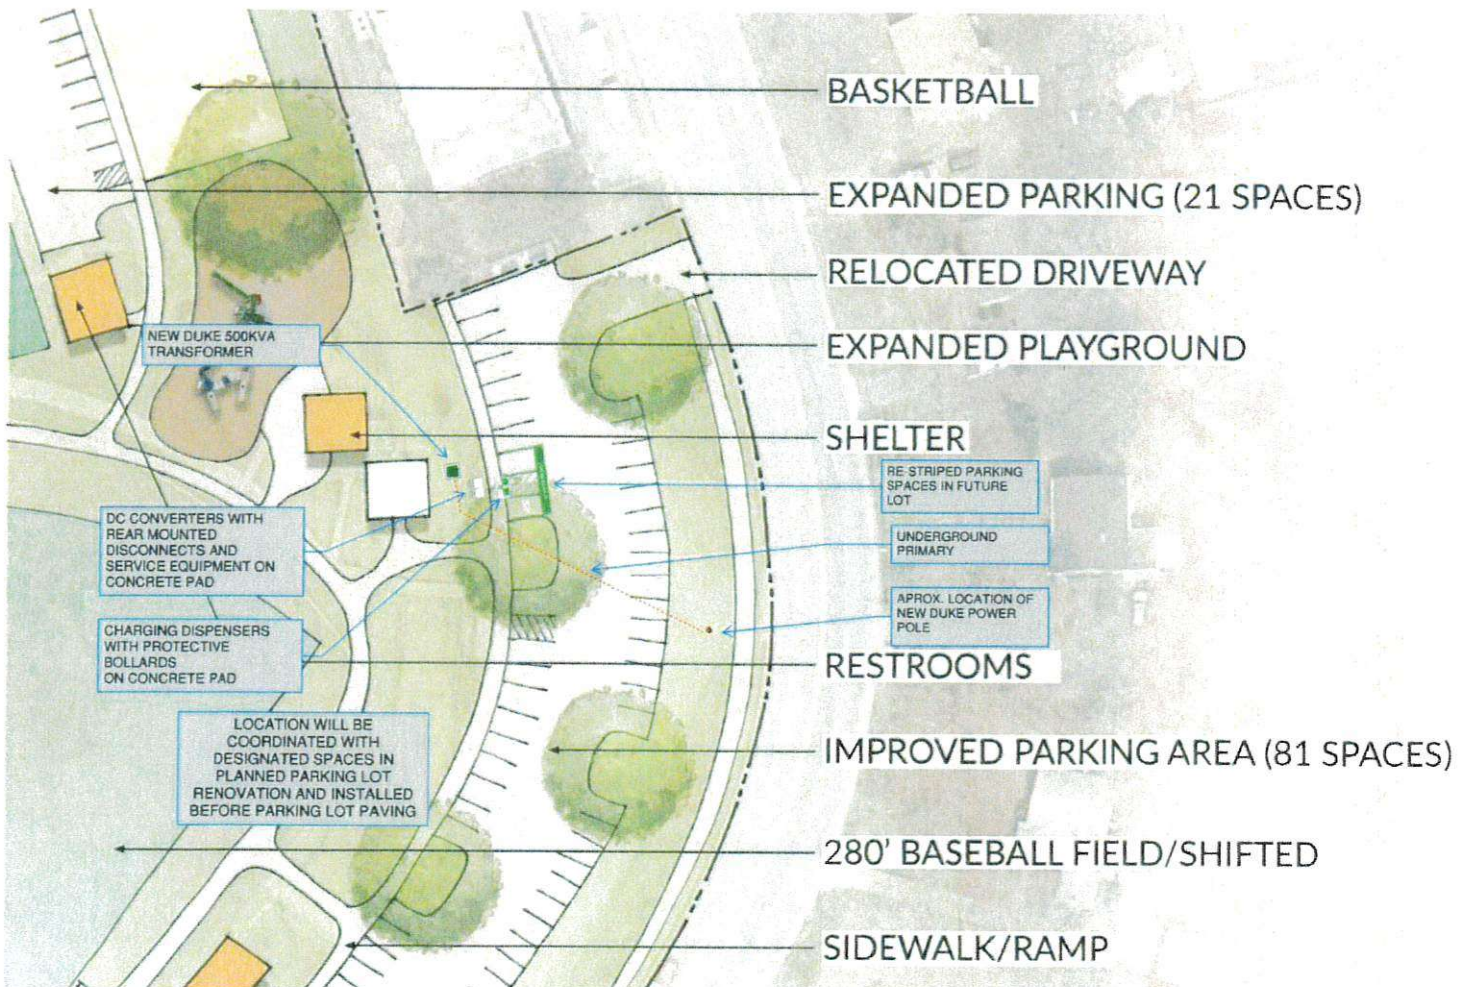 BASKETBALL
EXPANDED PARKING (21 SPACES)
RELOCATED DRIVEWAY
NEW DUKE 500KVA
TRANSFORMER
EXPANDED PLAYGROUND
SHELTER
RE-STRIPED PARKING
SPACES IN FUTURE
LOT
DC CONVERTERS WITH
REAR MOUNTED
DISCONNECTS AND
SERVICE EQUIPMENT ON
CONCRETE PAD
UNDERGROUND
PRIMARY
APROX. LOCATION OF
NEW DUKE POWER
POLE
CHARGING DISPENSERS
WITH PROTECTIVE
BOLLARDS
ON CONCRETE PAD
RESTROOMS
LOCATION WILL BE
COORDINATED WITH
DESIGNATED SPACES IN
PLANNED PARKING LOT
RENOVATION AND INSTALLED
BEFORE PARKING LOT PAVING
IMPROVED PARKING AREA (81 SPACES)
280' BASEBALL FIELD/SHIFTED
SIDEWALK/RAMP